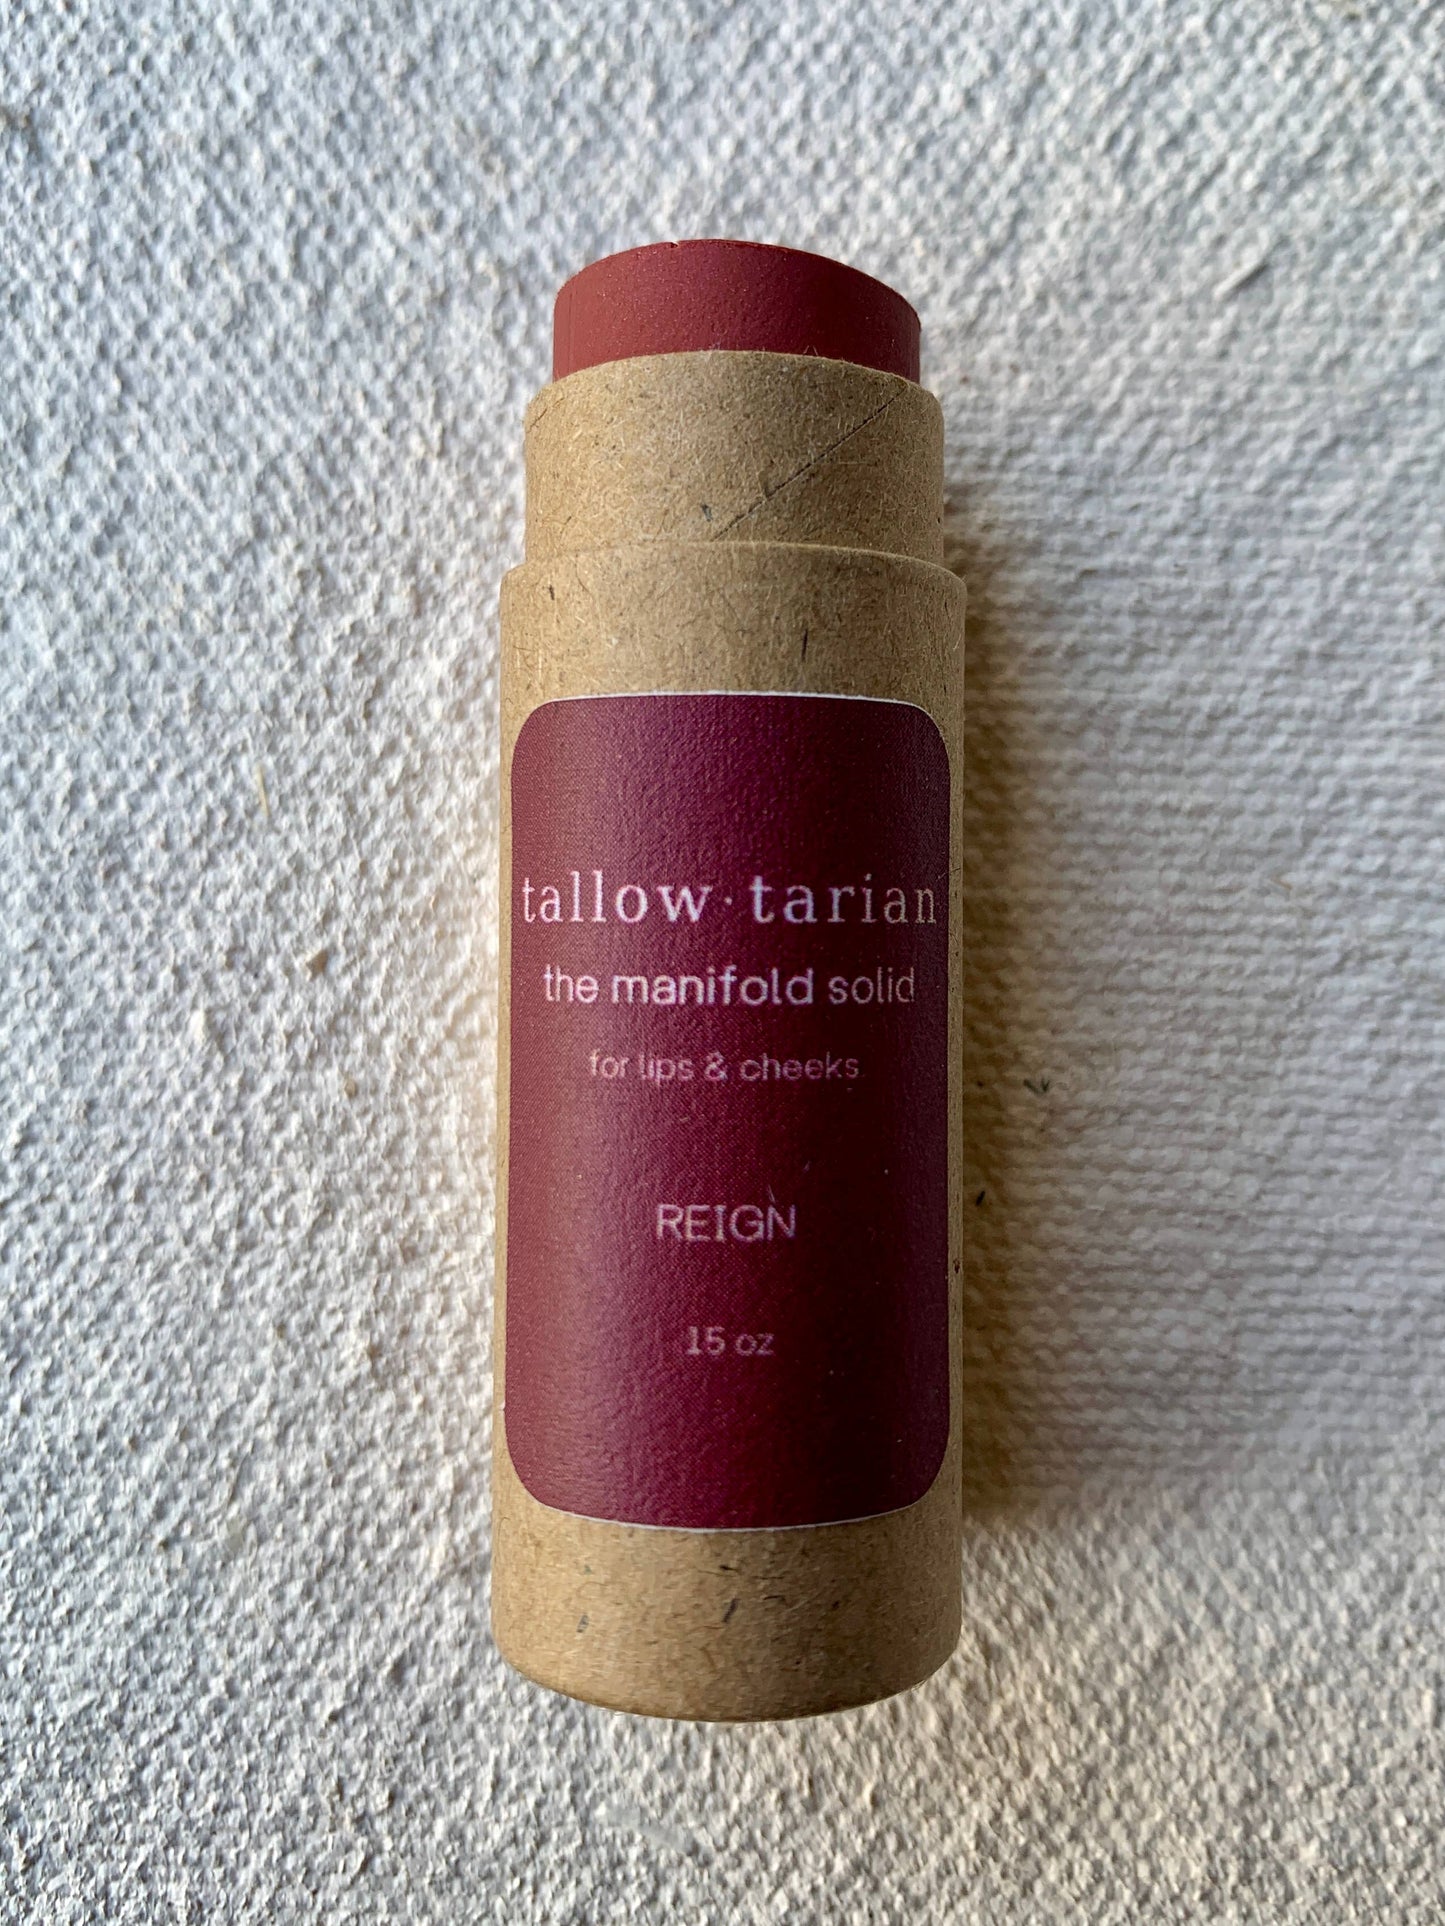 tallow·tarian
the manifold solid
for lips & cheeks
REIGN
15 oz